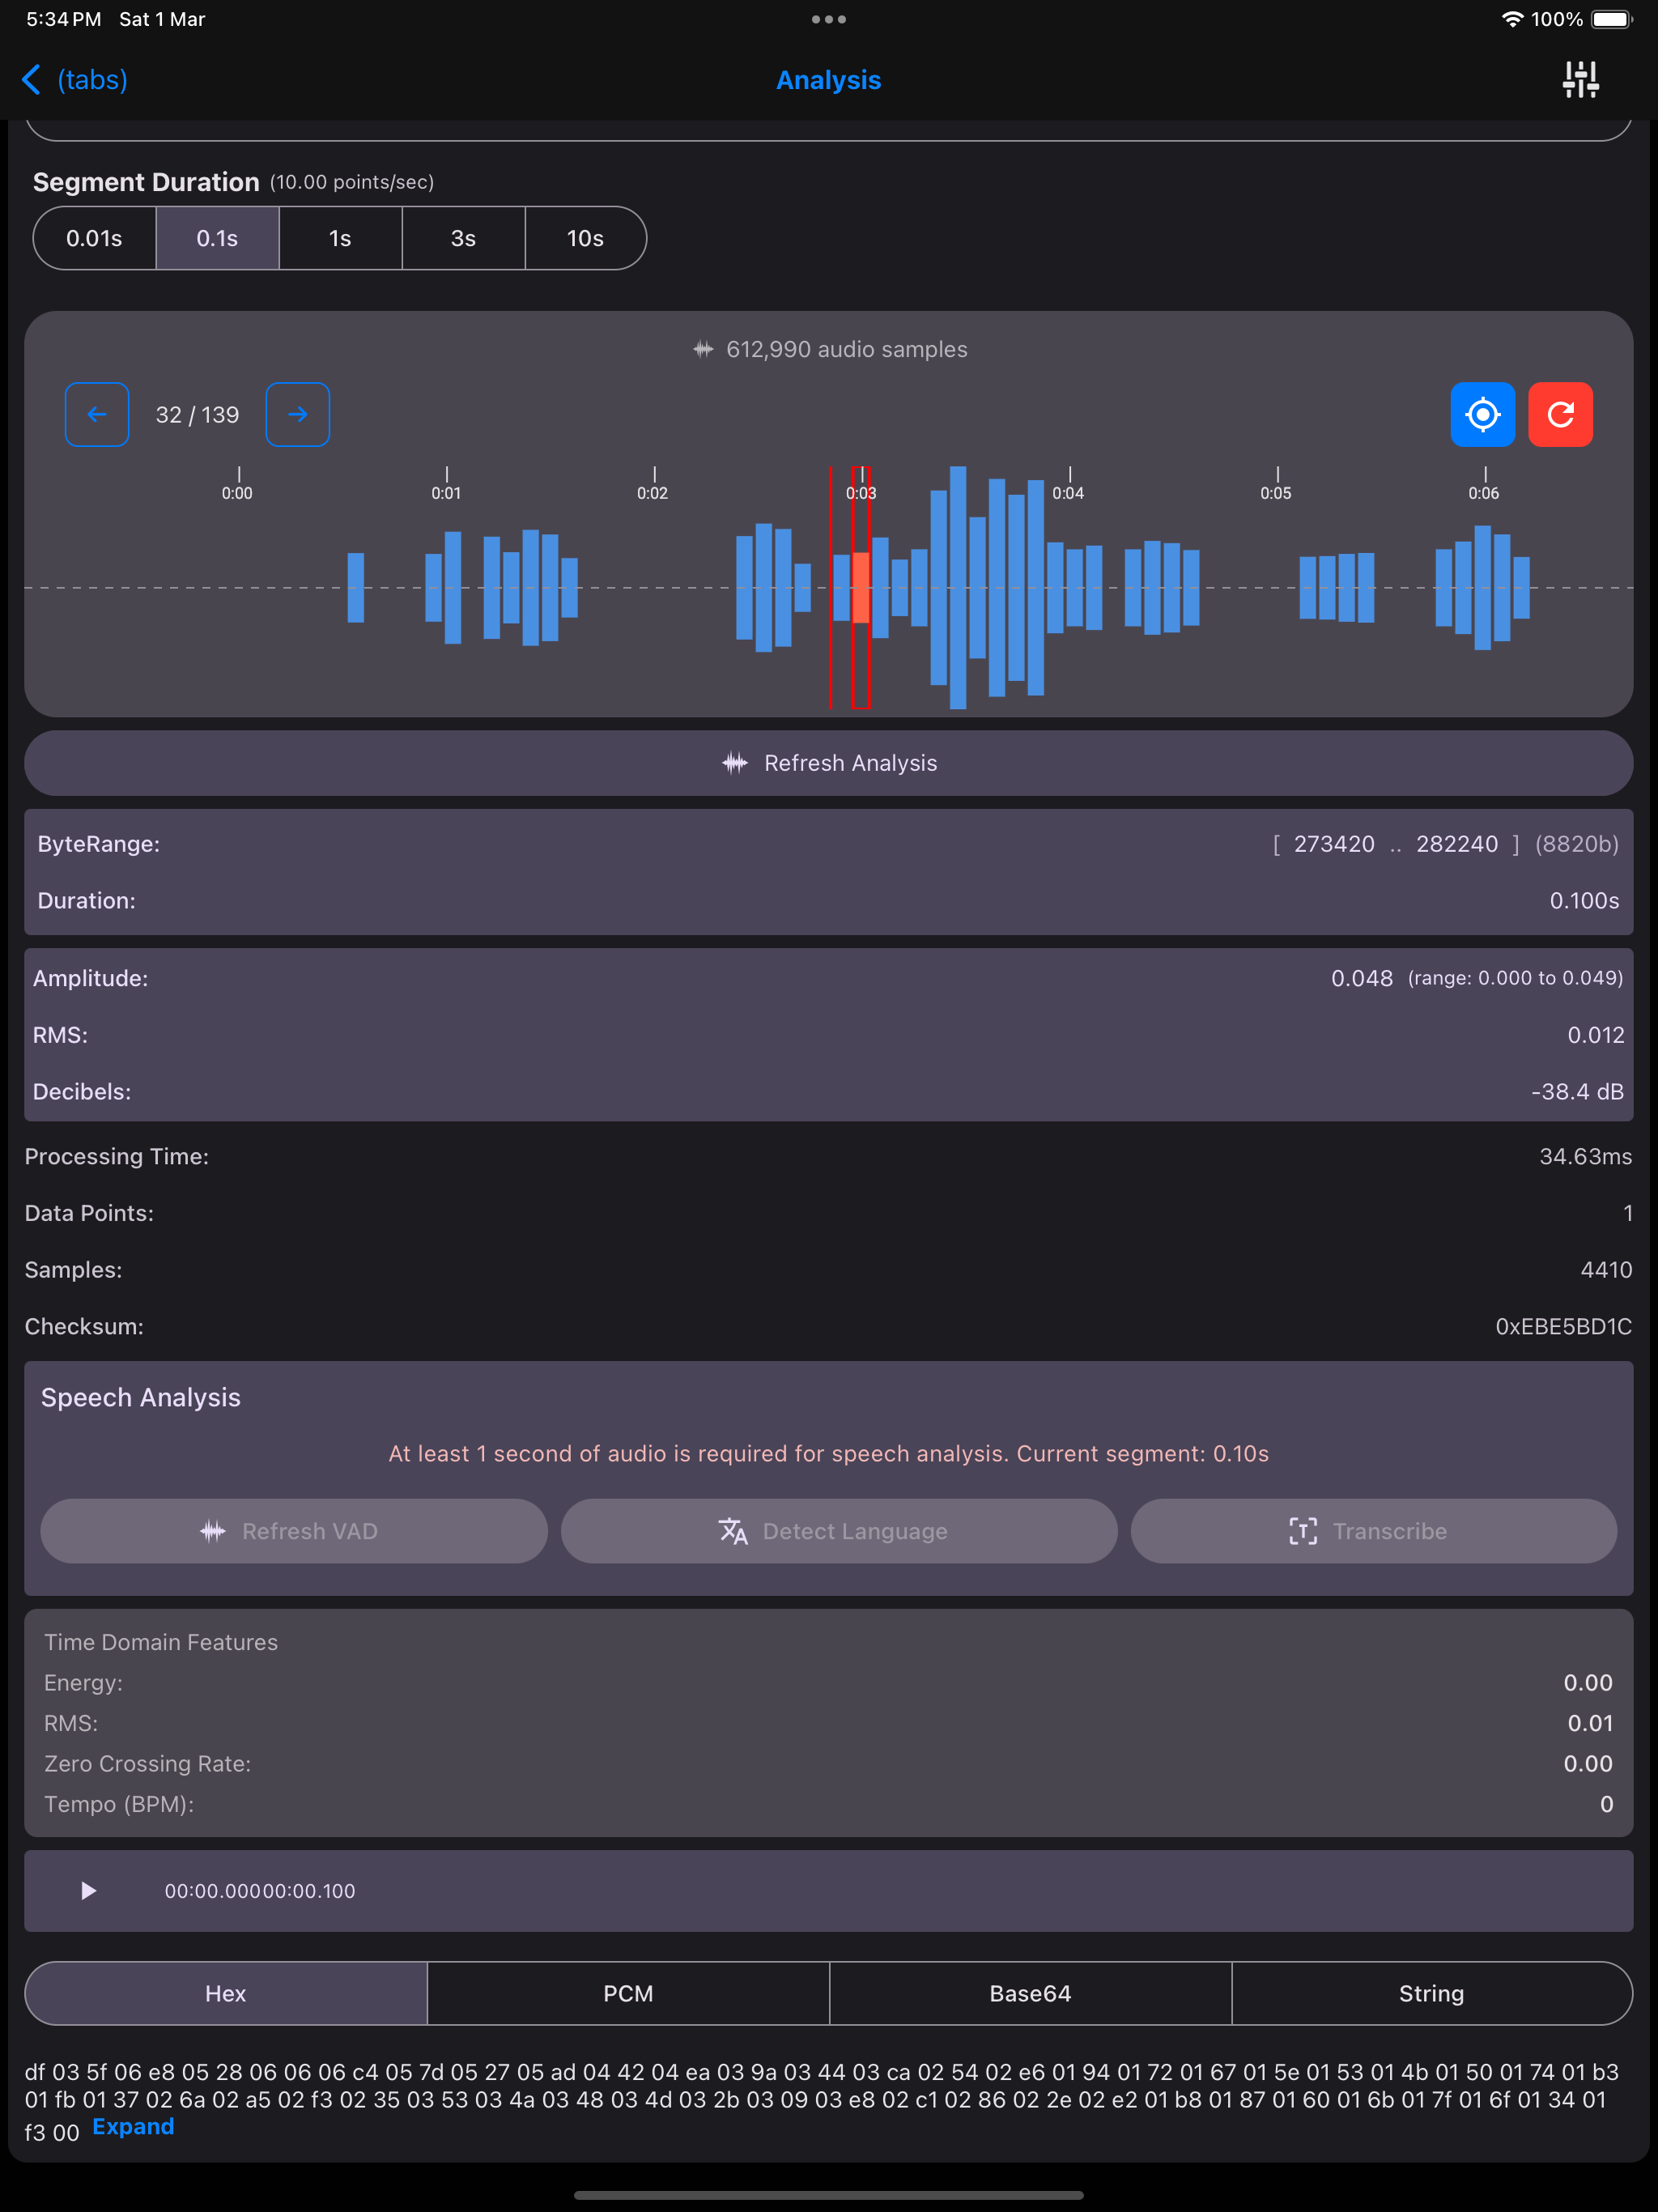 5:34 PM Sat 1 Mar 100%
(tabs) Analysis
Segment Duration (10.00 points/sec)
0.01s 0.1s 1s 3s 10s
612,990 audio samples
32 / 139
0:00 0:01 0:02 0:03 0:04 0:05 0:06
Refresh Analysis
ByteRange: [ 273420 .. 282240 ] (8820b)
Duration: 0.100s
Amplitude: 0.048 (range: 0.000 to 0.049)
RMS: 0.012
Decibels: -38.4 dB
Processing Time: 34.63ms
Data Points: 1
Samples: 4410
Checksum: 0xEBE5BD1C
Speech Analysis
At least 1 second of audio is required for speech analysis. Current segment: 0.10s
Refresh VAD Detect Language Transcribe
Time Domain Features
Energy: 0.00
RMS: 0.01
Zero Crossing Rate: 0.00
Tempo (BPM): 0
00:00.00000:00.100
Hex PCM Base64 String
df 03 5f 06 e8 05 28 06 06 06 c4 05 7d 05 27 05 ad 04 42 04 ea 03 9a 03 44 03 ca 02 54 02 e6 01 94 01 72 01 67 01 5e 01 53 01 4b 01 50 01 74 01 b3
01 fb 01 37 02 6a 02 a5 02 f3 02 35 03 53 03 4a 03 48 03 4d 03 2b 03 09 03 e8 02 c1 02 86 02 2e 02 e2 01 b8 01 87 01 60 01 6b 01 7f 01 6f 01 34 01
f3 00 Expand